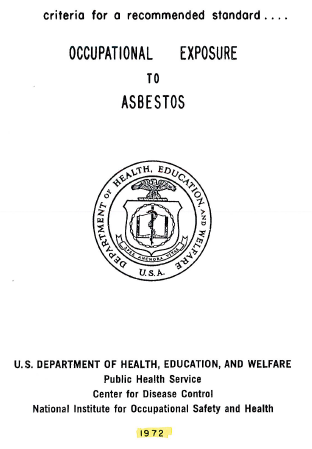 criteria for a recommended standard....
OCCUPATIONAL EXPOSURE
TO
ASBESTOS
DEPARTMENT OF HEALTH, EDUCATION, AND WELFARE
U.S.A.
U.S. DEPARTMENT OF HEALTH, EDUCATION, AND WELFARE
Public Health Service
Center for Disease Control
National Institute for Occupational Safety and Health
1972